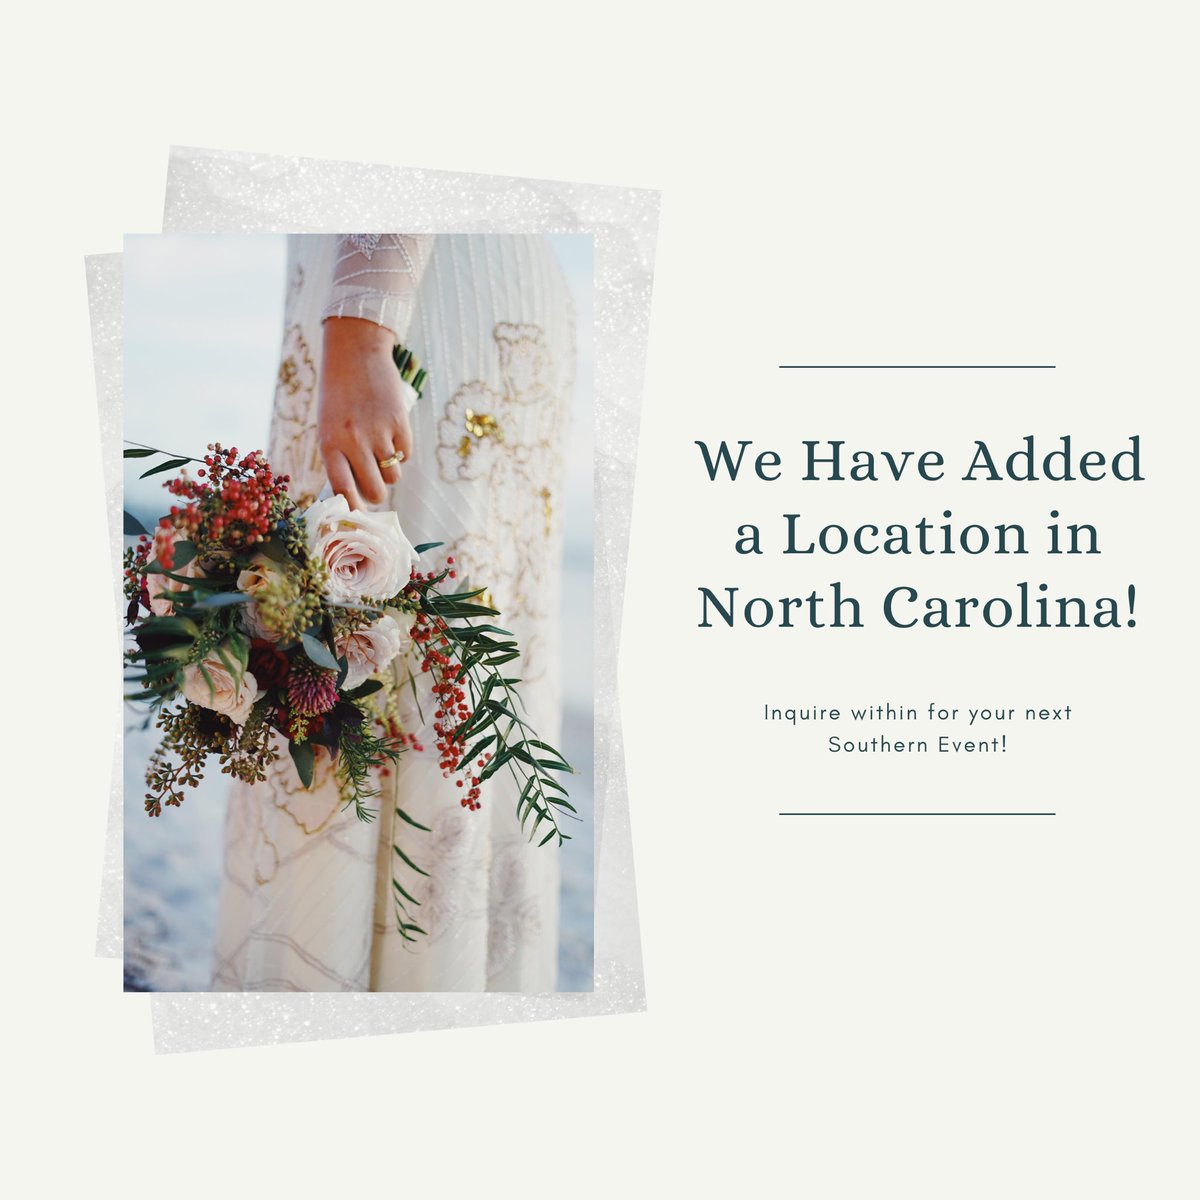 We Have Added
a Location in
North Carolina!
Inquire within for your next
Southern Event!